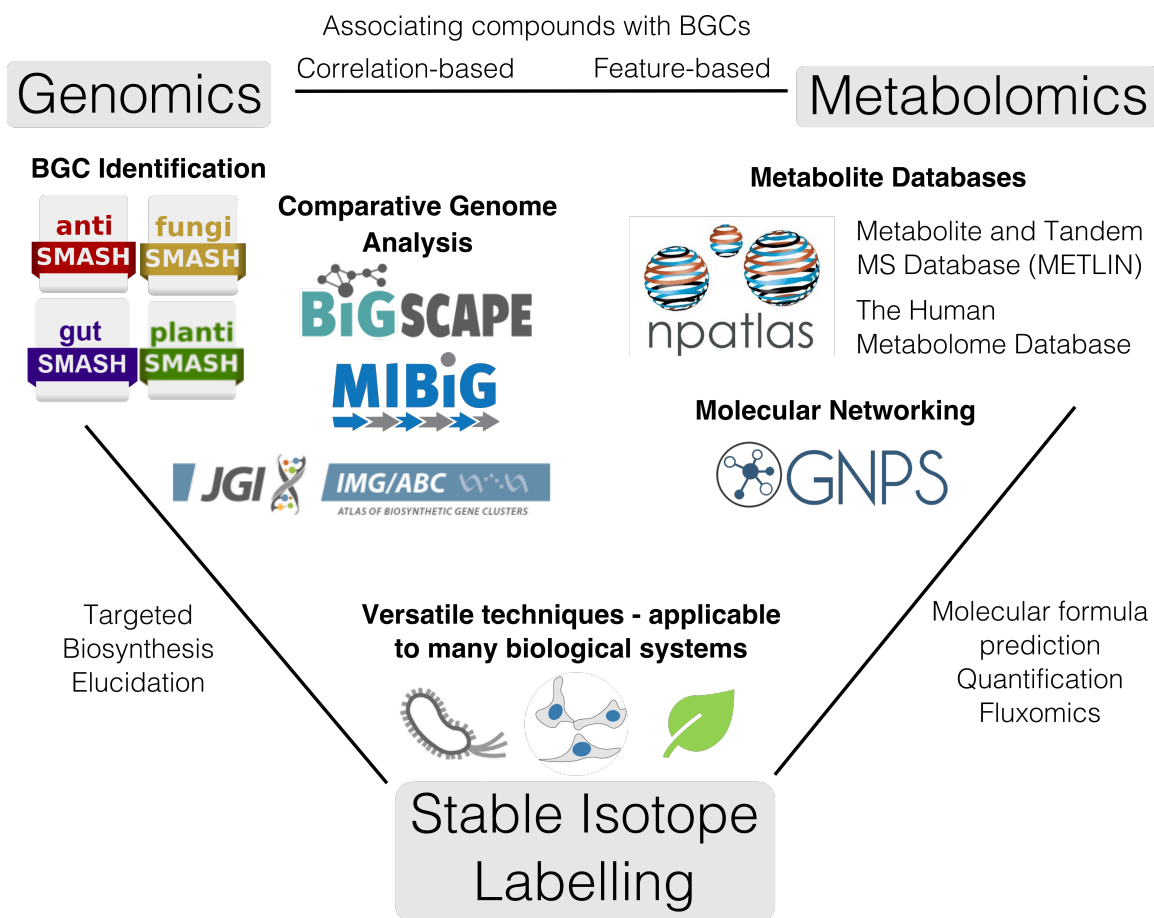 Associating compounds with BGCs
Correlation-based
Feature-based
Genomics
Metabolomics
BGC Identification
anti
SMASH
fungi
SMASH
gut
SMASH
planti
SMASH
Comparative Genome
Analysis
BiGSCAPE
MIBiG
JGI
IMG/ABC
ATLAS OF BIOSYNTHETIC GENE CLUSTERS
Metabolite Databases
npatlas
Metabolite and Tandem
MS Database (METLIN)
The Human
Metabolome Database
Molecular Networking
GNPS
Targeted
Biosynthesis
Elucidation
Versatile techniques - applicable
to many biological systems
Molecular formula
prediction
Quantification
Fluxomics
Stable Isotope
Labelling